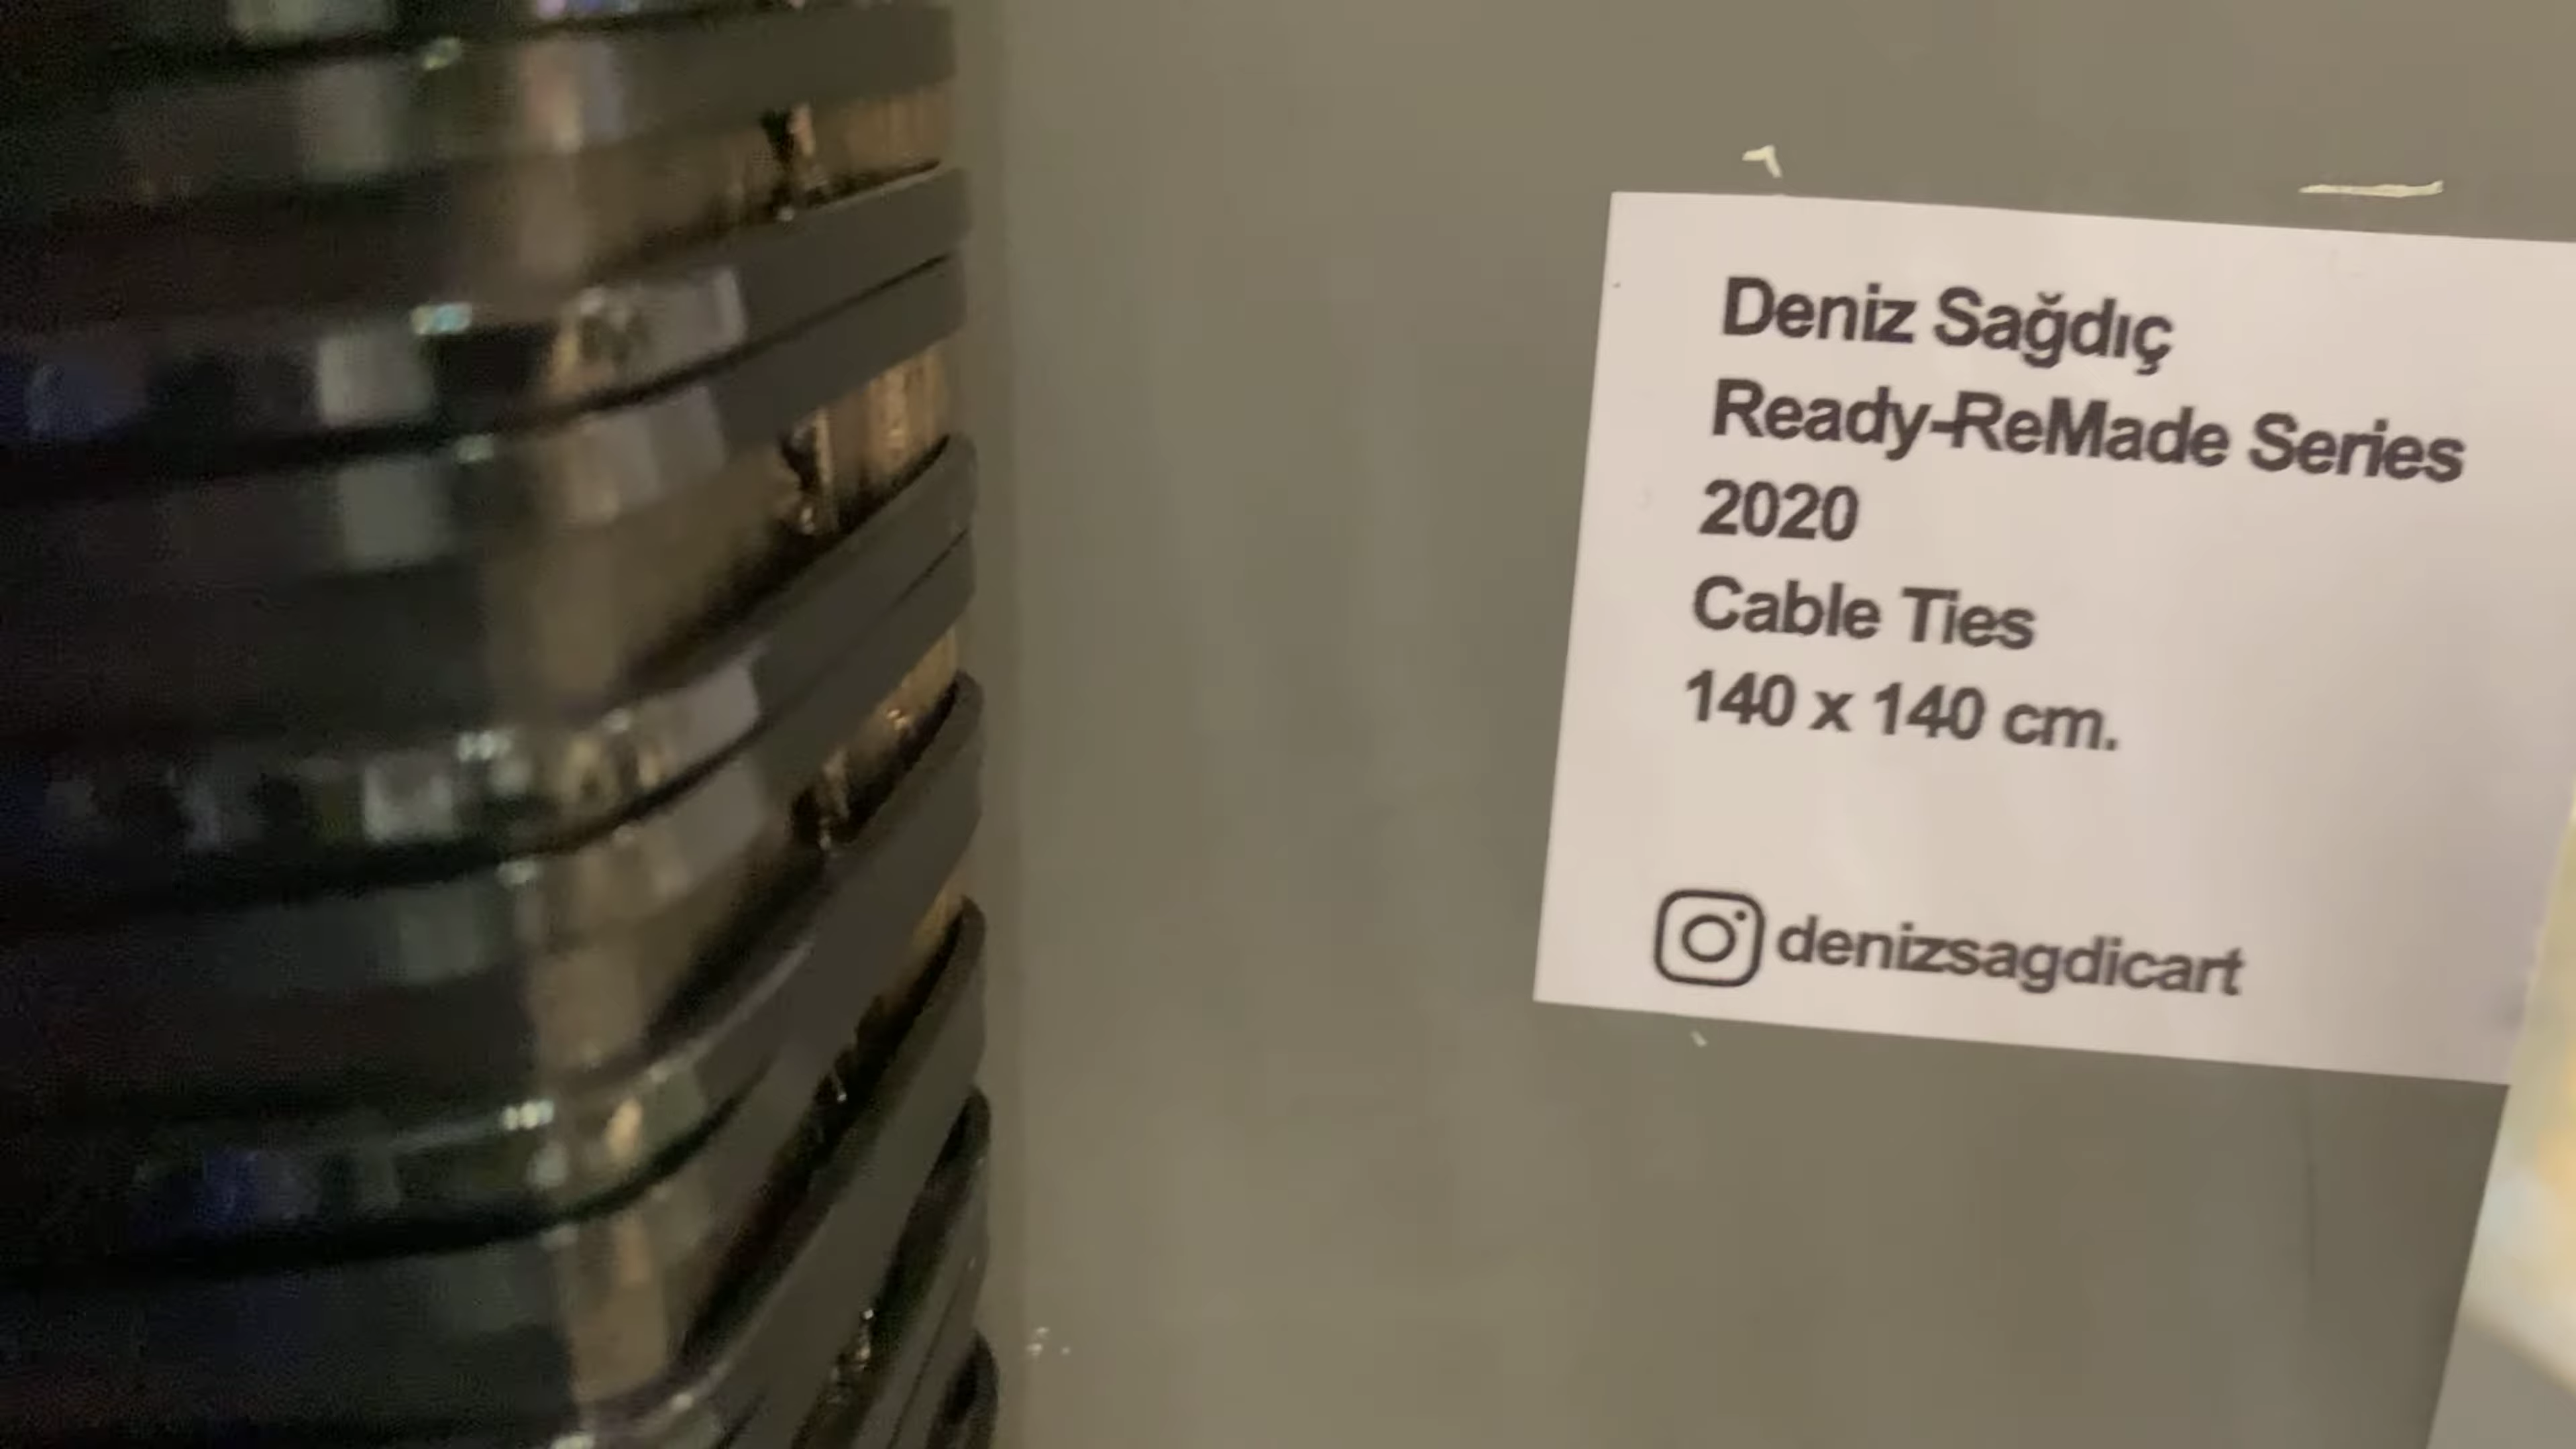 Deniz Sağdıç
Ready-ReMade Series
2020
Cable Ties
140 x 140 cm.
denizsagdicart